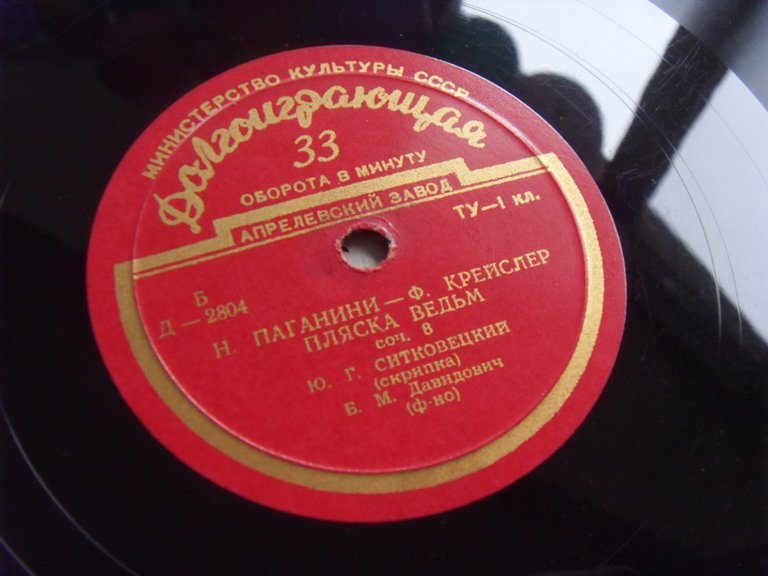 МИНИСТЕРСТВО КУЛЬТУРЫ СССР
Долгоиграющая
33
ОБОРОТА В МИНУТУ
АПРЕЛЕВСКИЙ ЗАВОД
ТУ—1 кл.
Б
Д—2804
Н. ПАГАНИНИ—Ф. КРЕЙСЛЕР
ПЛЯСКА ВЕДЬМ
соч. 8
Ю. Г. СИТКОВЕЦКИЙ
(скрипка)
Б. М. Давидович
(ф-но)